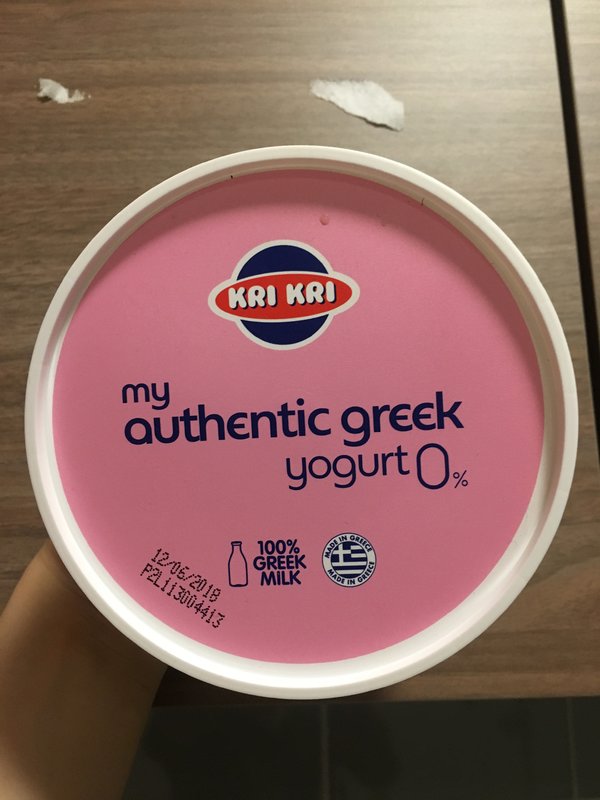 KRI KRI
my
authentic greek
yogurt 0%
100%
GREEK
MILK
MADE IN GREECE
MADE IN GREECE
12/06/2018
P2L113004413